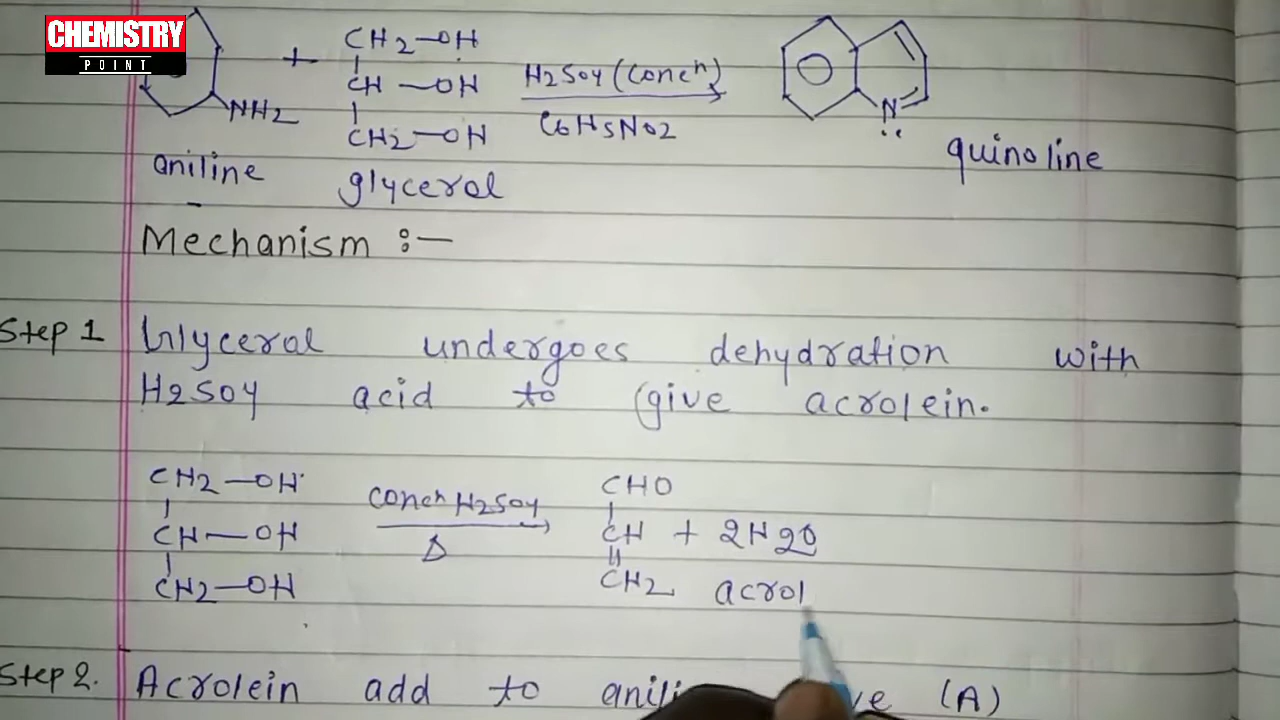 CHEMISTRY
POINT
CH2-OH
+ CH-OH H2SO4 (Concn)
NH2 CH2-OH C6H5NO2 N
aniline glycerol quinoline
Mechanism :-
Step 1 Glycerol undergoes dehydration with
H2SO4 acid to give acrolein.
CH2-OH CHO
CH-OH Concn H2SO4 CH + 2H2O
CH2-OH Δ CH2 acrol
Step 2. Acrolein add to (A)